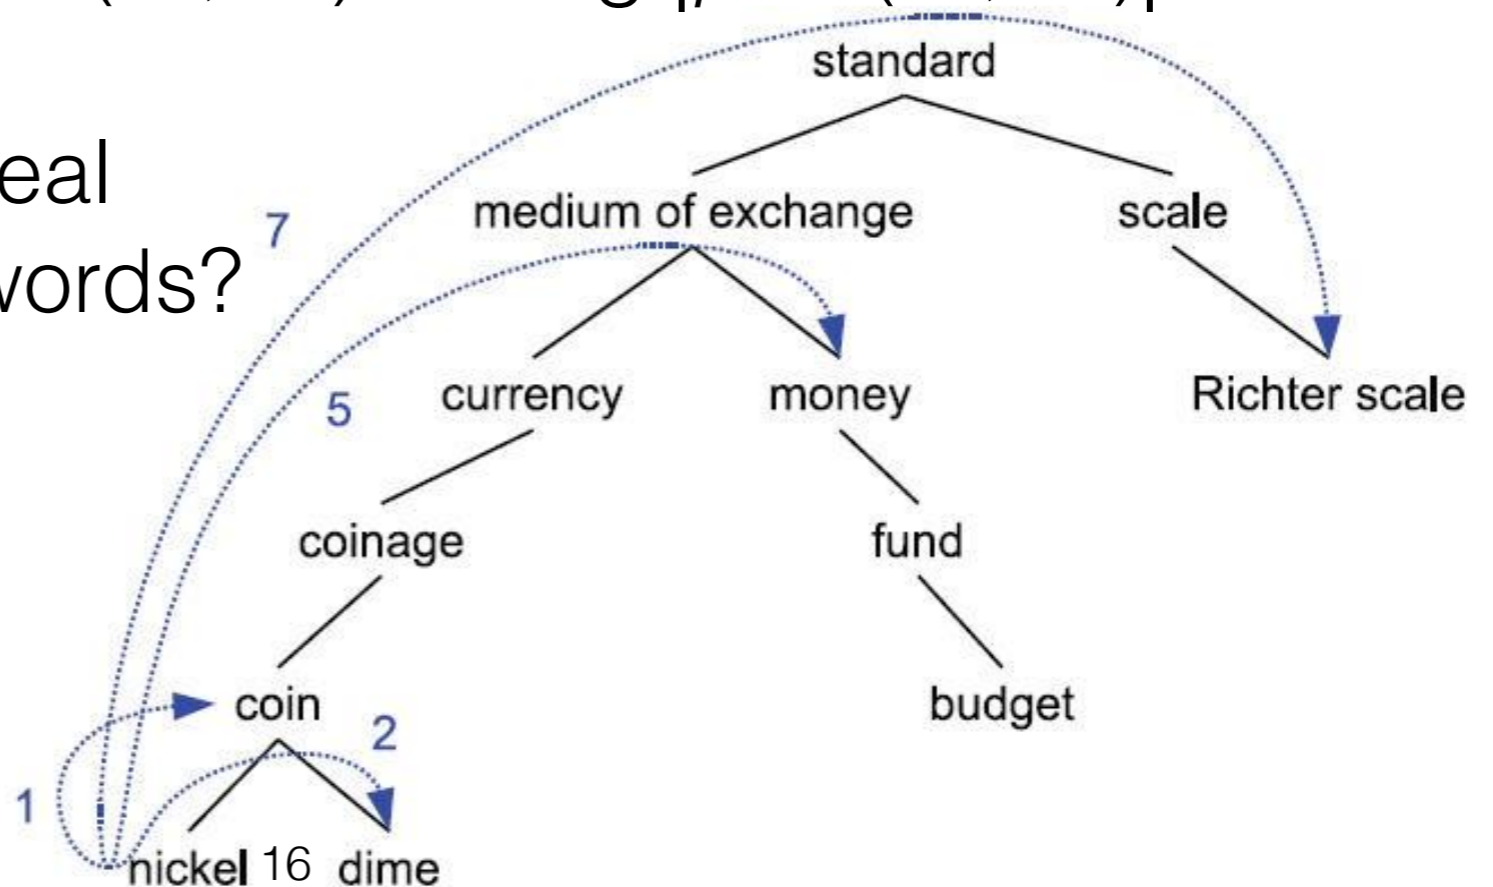 standard
eal
7
medium of exchange
scale
words?
5
currency
money
Richter scale
coinage
fund
coin
2
budget
1
nickel 16 dime